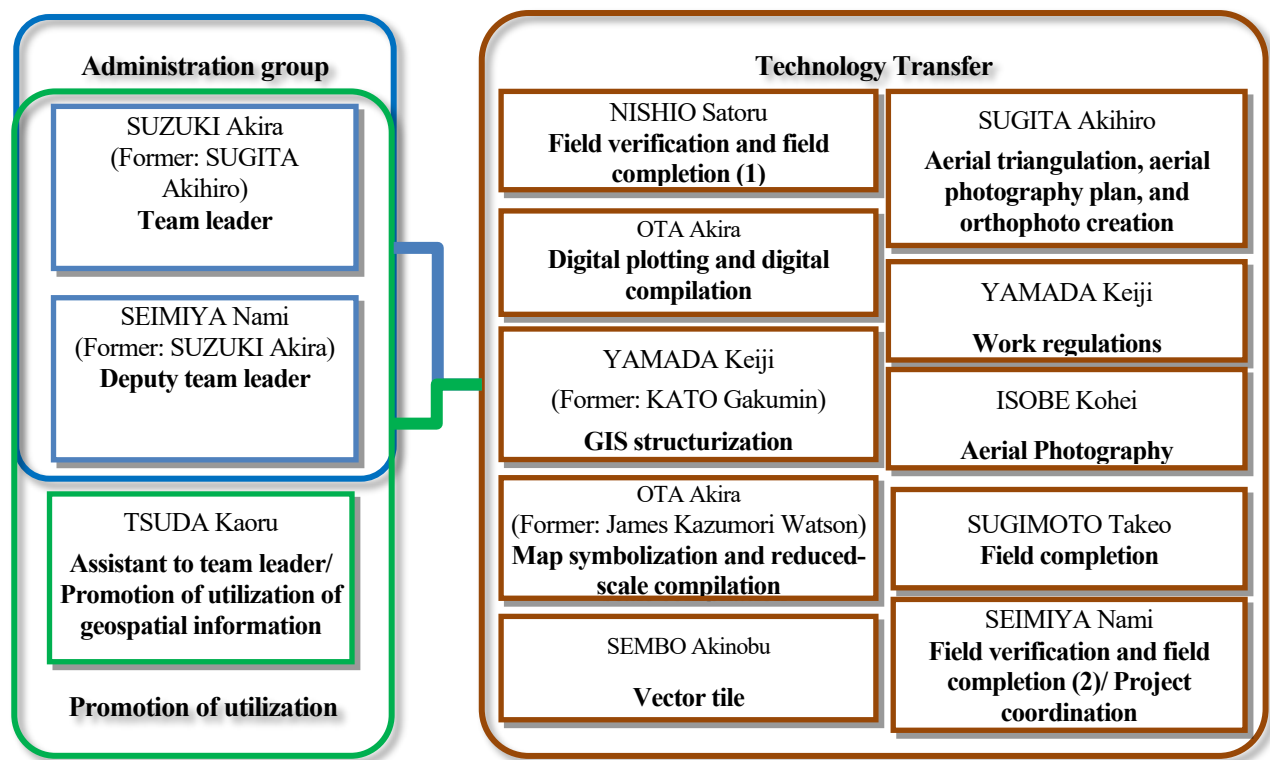 Administration group
SUZUKI Akira
(Former: SUGITA
Akihiro)
Team leader
SEIMIYA Nami
(Former: SUZUKI Akira)
Deputy team leader
TSUDA Kaoru
Assistant to team leader/
Promotion of utilization of
geospatial information
Promotion of utilization
Technology Transfer
NISHIO Satoru
Field verification and field
completion (1)
OTA Akira
Digital plotting and digital
compilation
YAMADA Keiji
(Former: KATO Gakumin)
GIS structurization
OTA Akira
(Former: James Kazumori Watson)
Map symbolization and reduced-
scale compilation
SEMBO Akinobu
Vector tile
SUGITA Akihiro
Aerial triangulation, aerial
photography plan, and
orthophoto creation
YAMADA Keiji
Work regulations
ISOBE Kohei
Aerial Photography
SUGIMOTO Takeo
Field completion
SEIMIYA Nami
Field verification and field
completion (2)/ Project
coordination